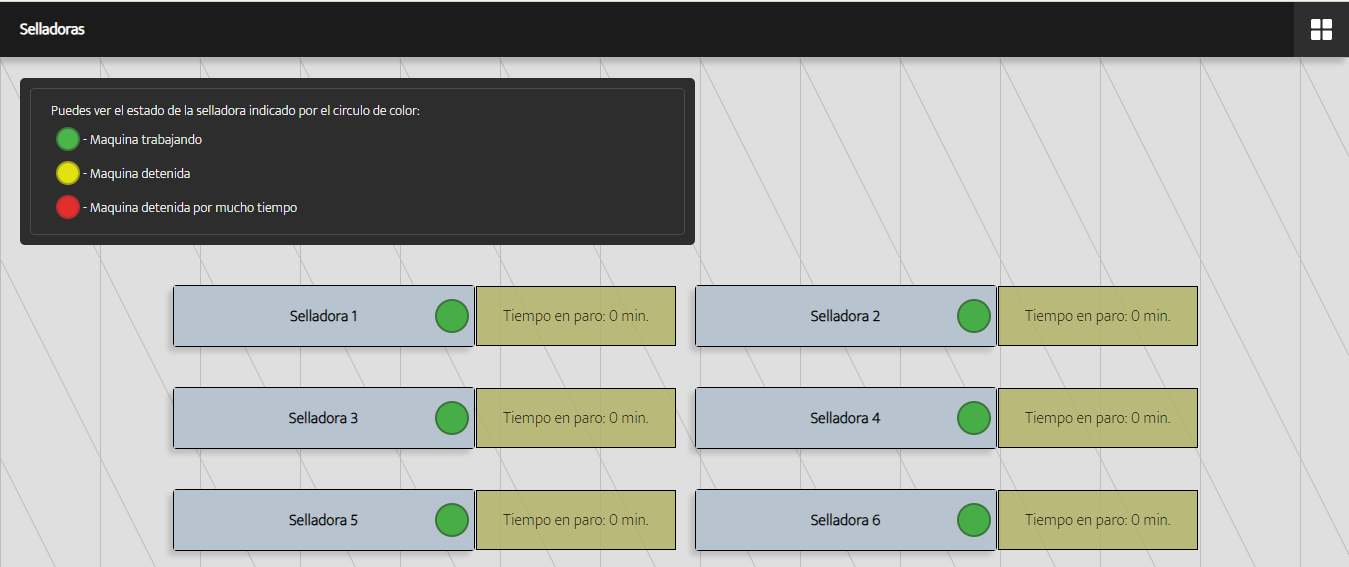 Selladoras
Puedes ver el estado de la selladora indicado por el circulo de color:
- Maquina trabajando
- Maquina detenida
- Maquina detenida por mucho tiempo
Selladora 1
Tiempo en paro: 0 min.
Selladora 2
Tiempo en paro: 0 min.
Selladora 3
Tiempo en paro: 0 min.
Selladora 4
Tiempo en paro: 0 min.
Selladora 5
Tiempo en paro: 0 min.
Selladora 6
Tiempo en paro: 0 min.